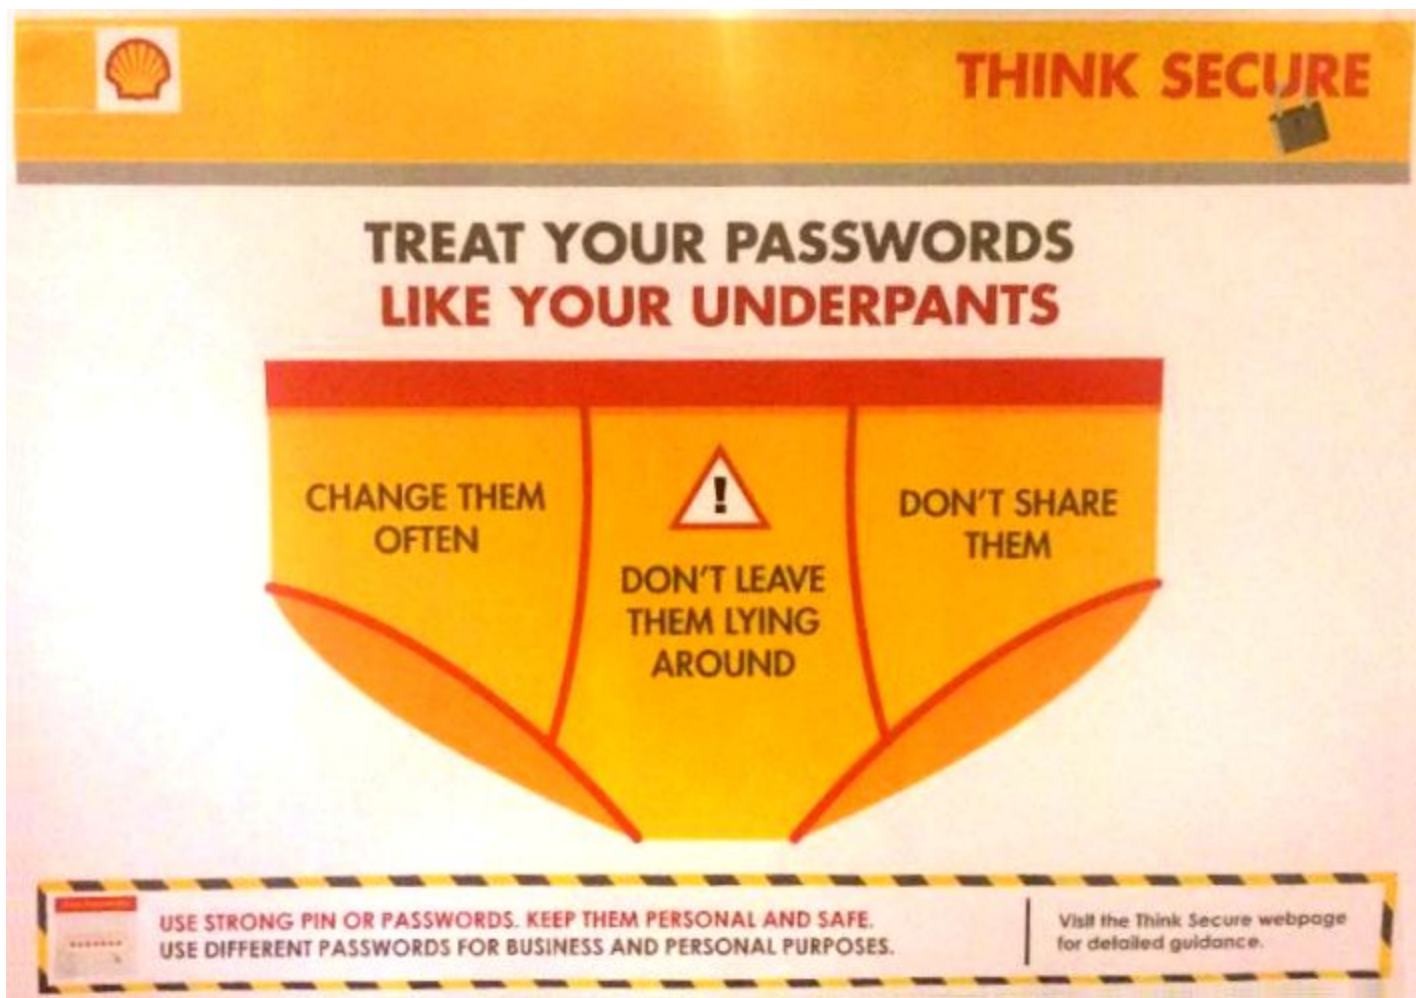 THINK SECURE
TREAT YOUR PASSWORDS
LIKE YOUR UNDERPANTS
CHANGE THEM
OFTEN
!
DON'T LEAVE
THEM LYING
AROUND
DON'T SHARE
THEM
USE STRONG PIN OR PASSWORDS. KEEP THEM PERSONAL AND SAFE.
USE DIFFERENT PASSWORDS FOR BUSINESS AND PERSONAL PURPOSES.
Visit the Think Secure webpage
for detailed guidance.